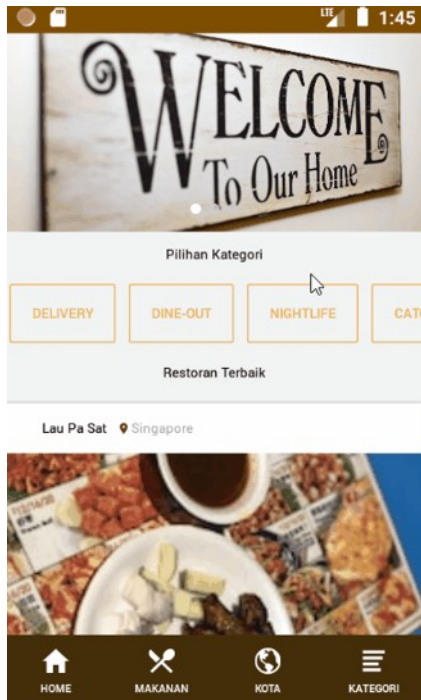 LTE 1:45
WELCOME
To Our Home
Pilihan Kategori
DELIVERY DINE-OUT NIGHTLIFE CAT
Restoran Terbaik
Lau Pa Sat Singapore
HOME MAKANAN KOTA KATEGORI